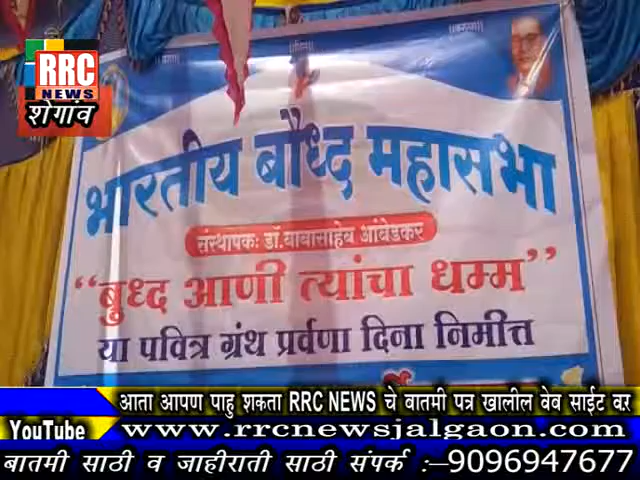 RRC
NEWS
शेगांव
भारतीय बौध्द महासभा
संस्थापकः डॉ.बाबासाहेब आंबेडकर
“बुध्द आणी त्यांचा धम्म”
या पवित्र ग्रंथ प्रर्वणा दिना निमीत्त
आता आपण पाहु शकता RRC NEWS चे बातमी पत्र खालील वेब साईट वर
YouTube
www.rrcnewsjalgaon.com
बातमी साठी व जाहीराती साठी संपर्क :–9096947677